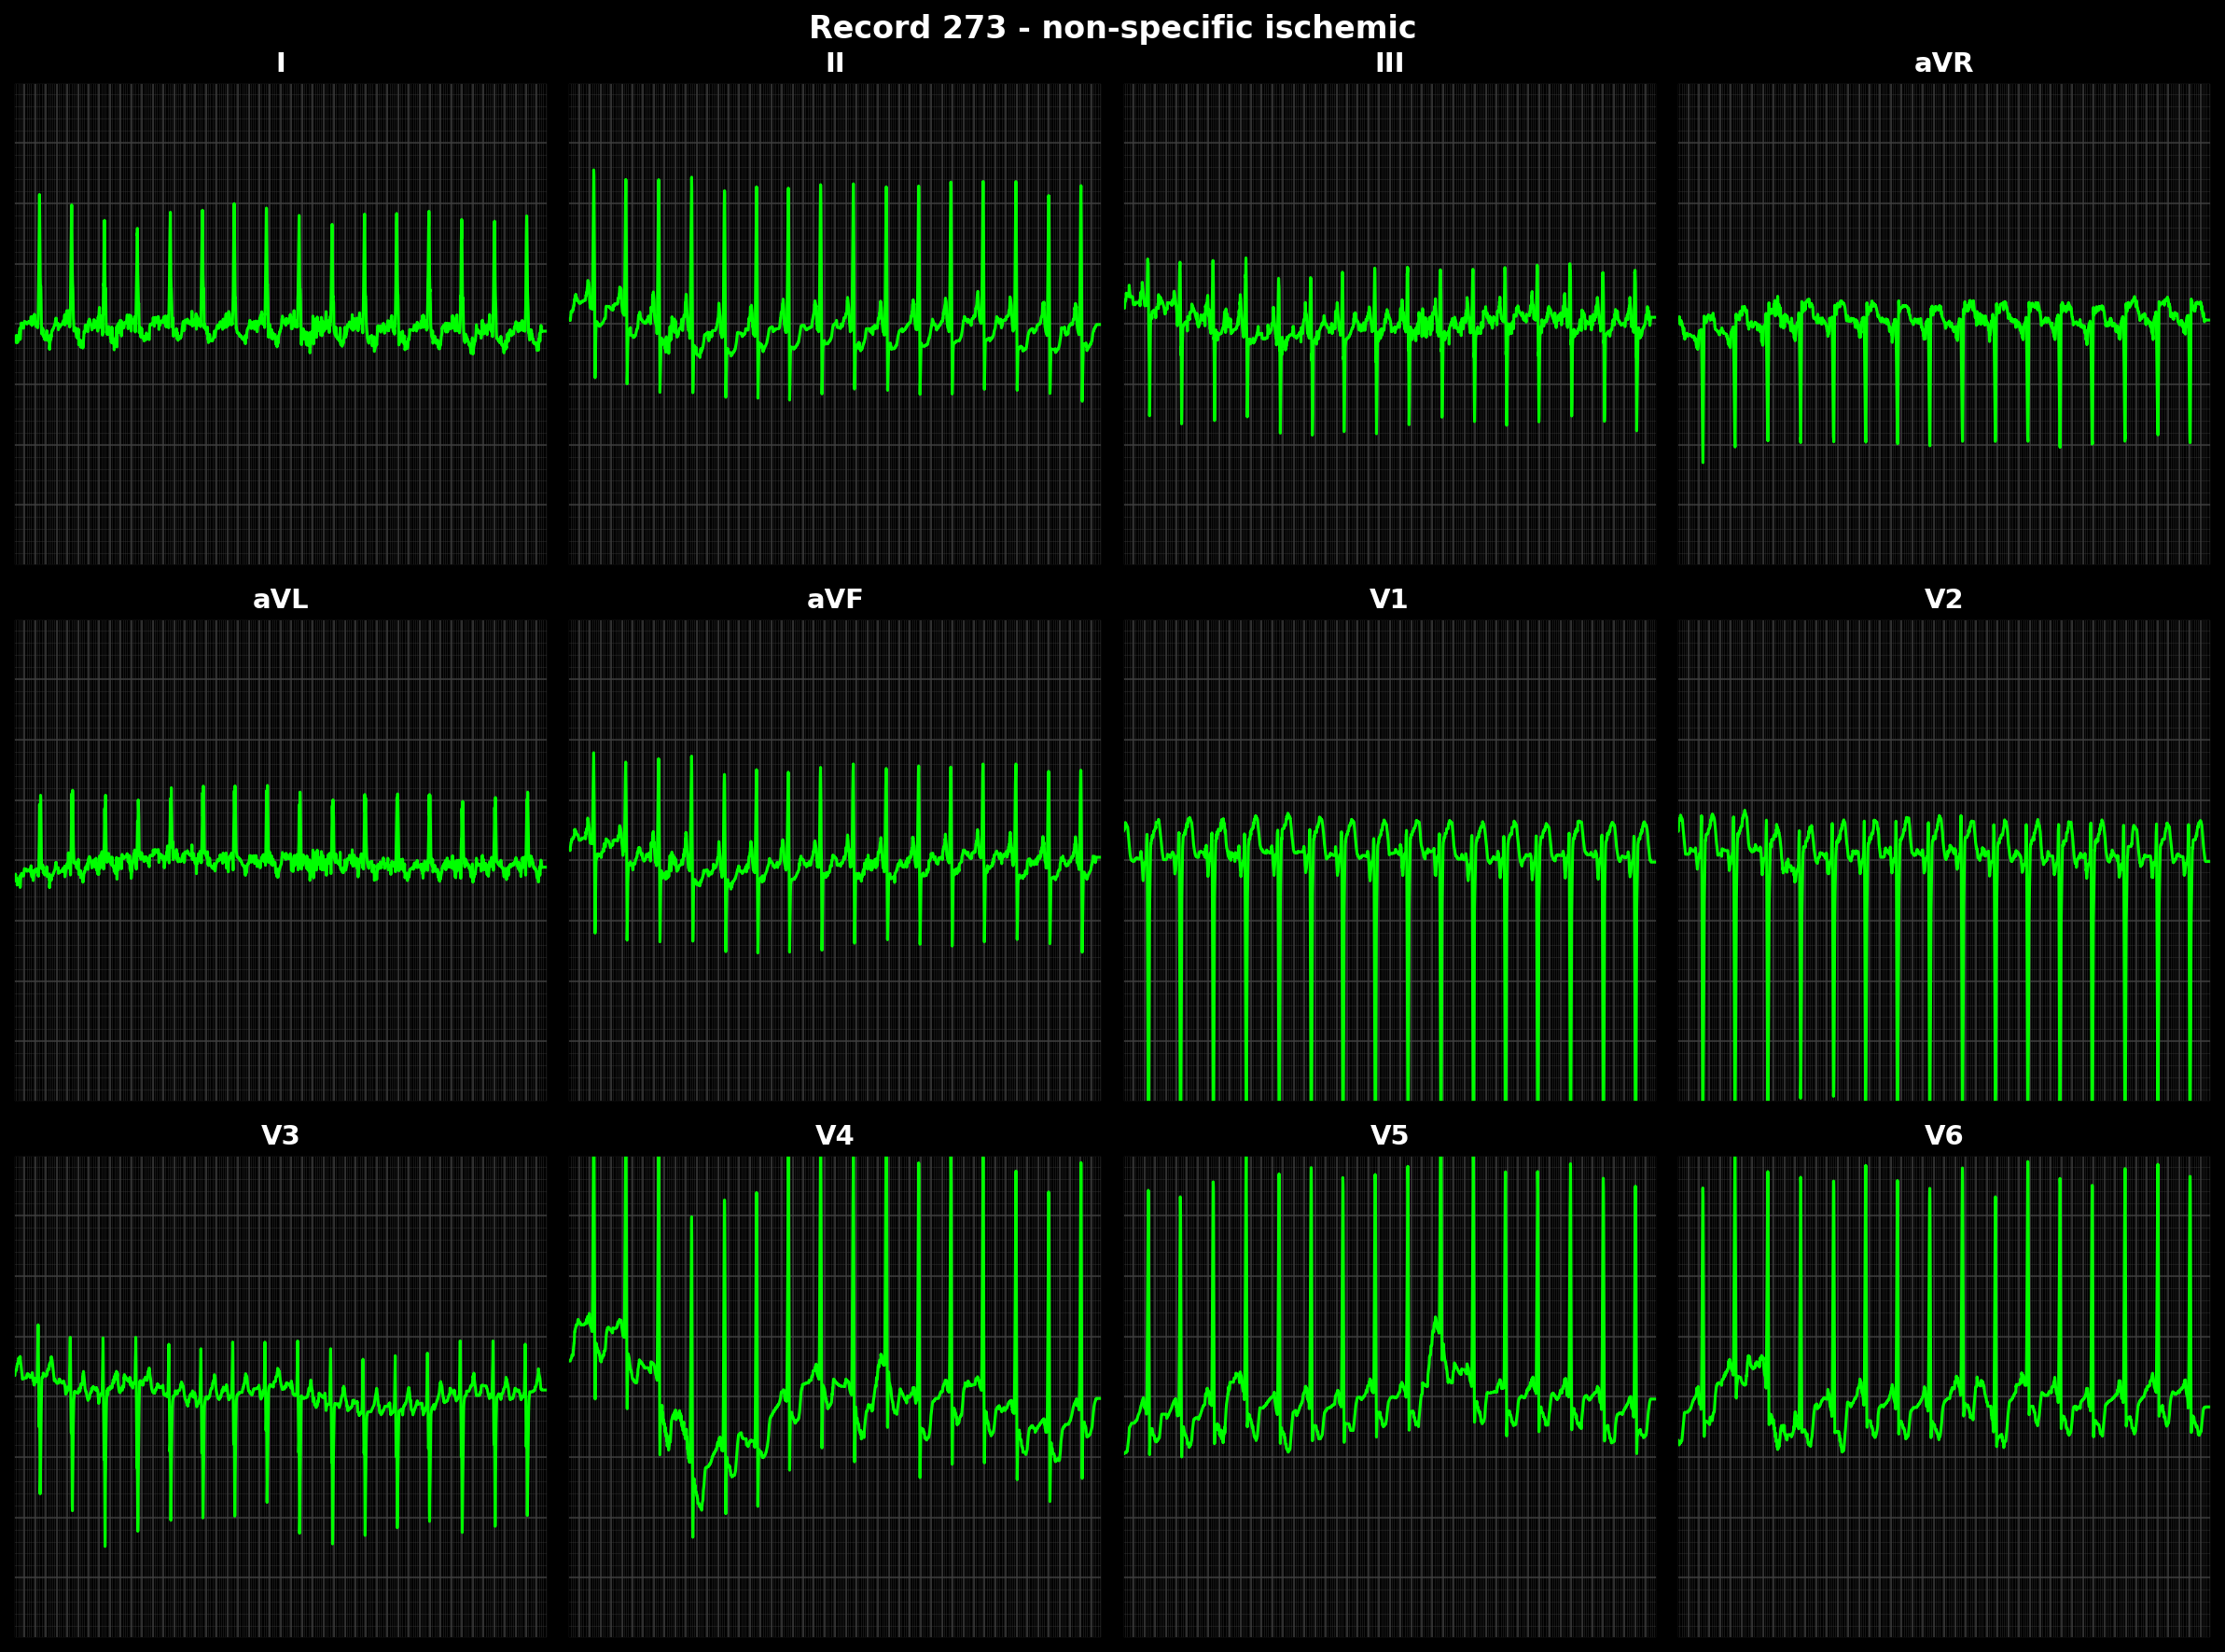 Record 273 - non-specific ischemic
I
II
III
aVR
aVL
aVF
V1
V2
V3
V4
V5
V6